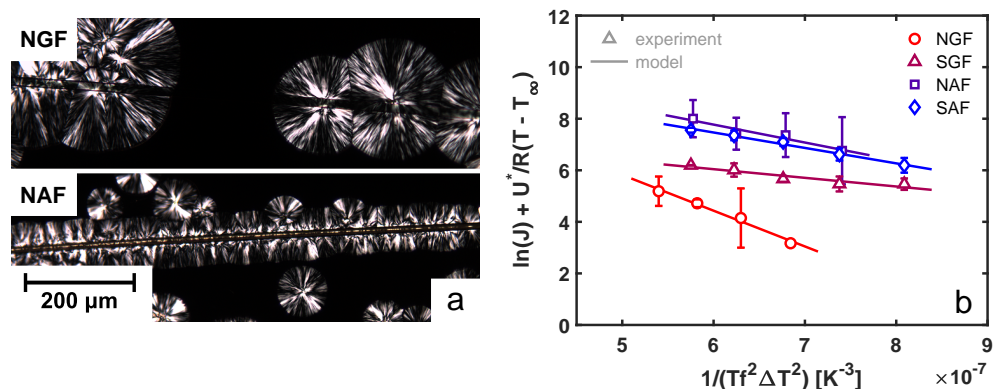 NGF
NAF
200 µm
a
ln(J) + U*/R(T - T∞)
12
10
8
6
4
2
0
experiment
model
NGF
SGF
NAF
SAF
b
5
6
7
8
9
1/(Tf²ΔT²) [K⁻³]
×10⁻⁷